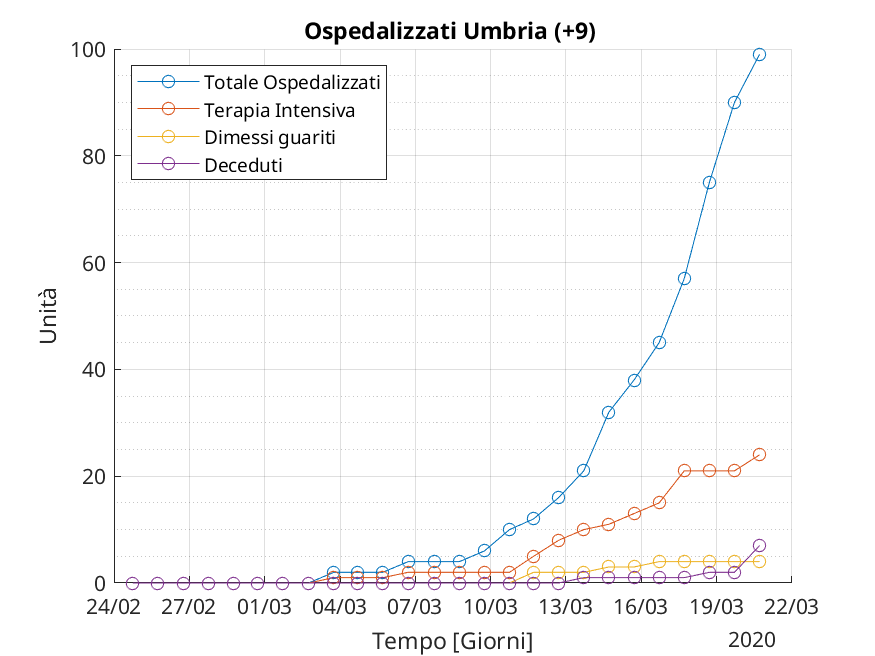 Ospedalizzati Umbria (+9)
100
80
60
40
20
0
Unità
Totale Ospedalizzati
Terapia Intensiva
Dimessi guariti
Deceduti
24/02 27/02 01/03 04/03 07/03 10/03 13/03 16/03 19/03 22/03
Tempo [Giorni]
2020